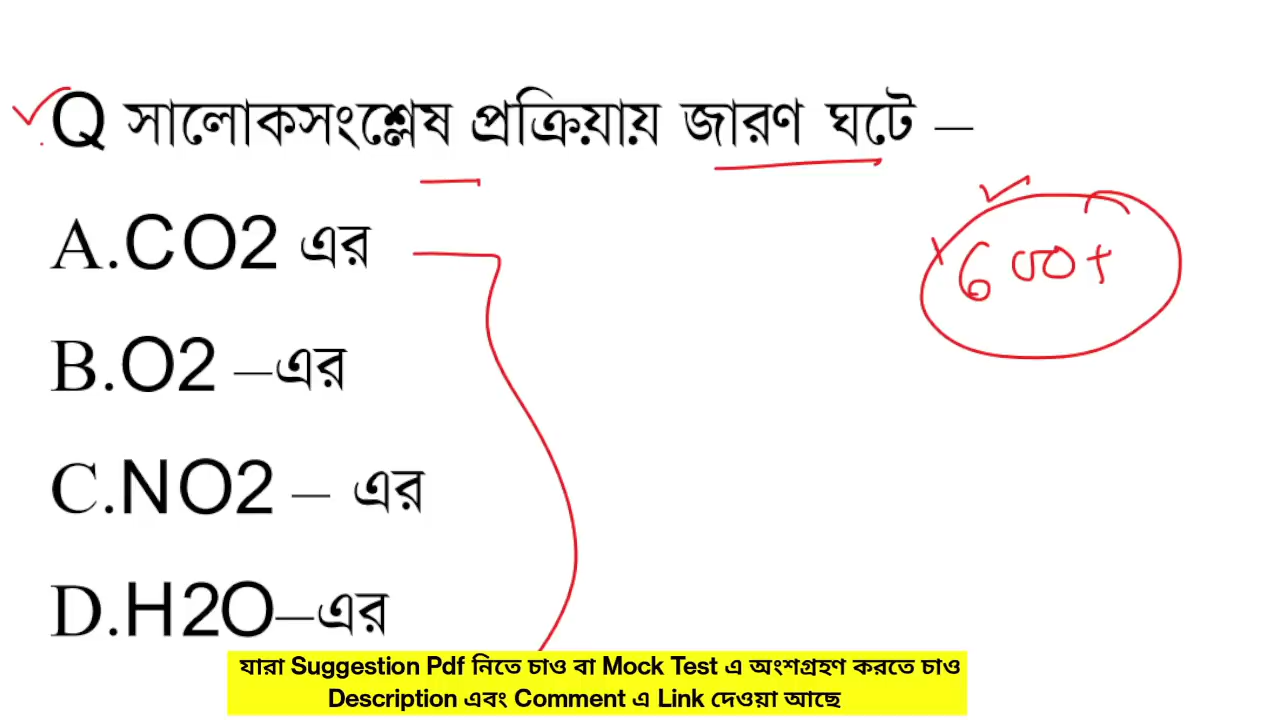 Q সালোকসংশ্লেষ প্রক্রিয়ায় জারণ ঘটে –
A.CO2 এর
600+
B.O2 –এর
C.NO2 – এর
D.H2O–এর
যারা Suggestion Pdf নিতে চাও বা Mock Test এ অংশগ্রহণ করতে চাও
Description এবং Comment এ Link দেওয়া আছে